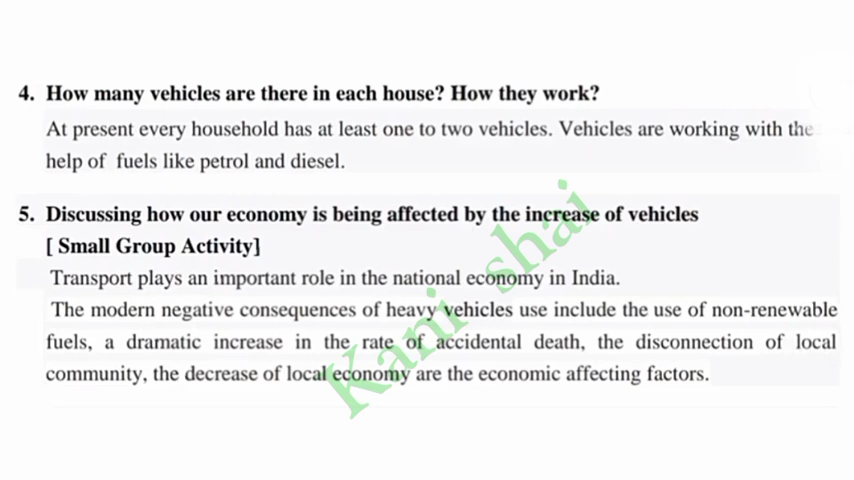 4. How many vehicles are there in each house? How they work?
At present every household has at least one to two vehicles. Vehicles are working with the
help of fuels like petrol and diesel.
5. Discussing how our economy is being affected by the increase of vehicles
[ Small Group Activity]
Transport plays an important role in the national economy in India.
The modern negative consequences of heavy vehicles use include the use of non-renewable
fuels, a dramatic increase in the rate of accidental death, the disconnection of local
community, the decrease of local economy are the economic affecting factors.
Kani shai